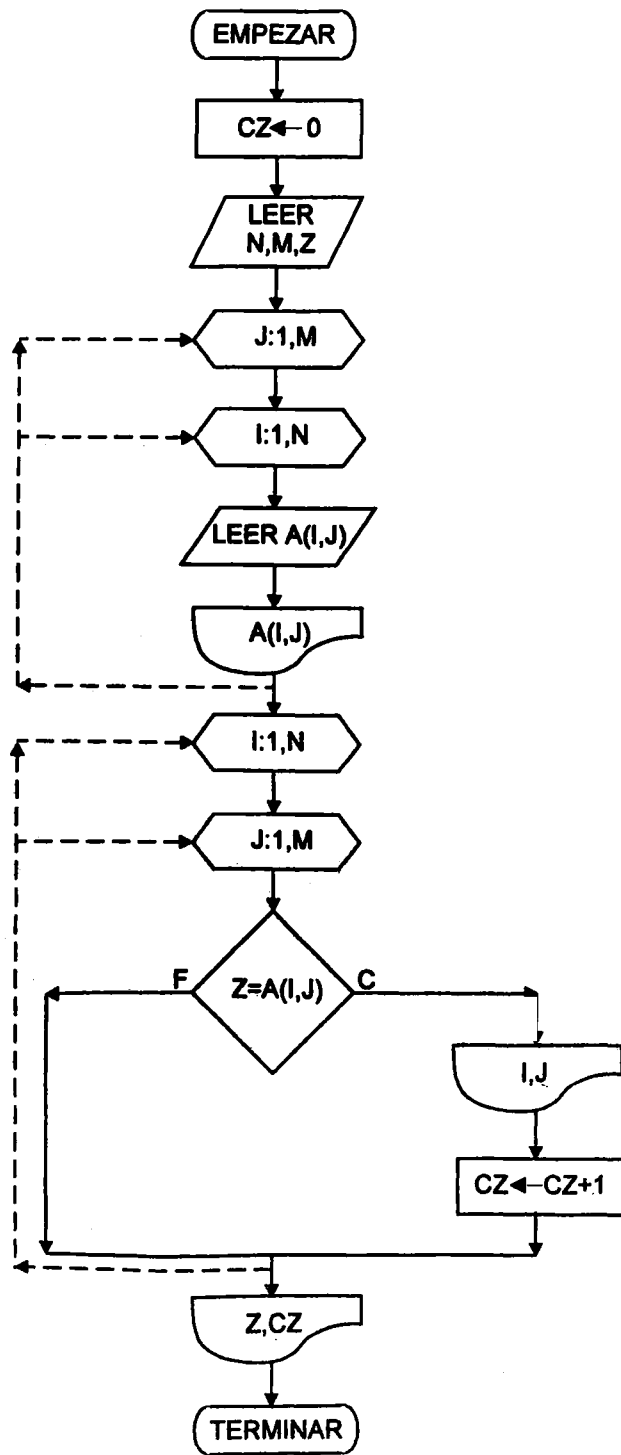 EMPEZAR
CZ← 0
LEER
N,M,Z
J:1,M
I:1,N
LEER A(I,J)
A(I,J)
I:1,N
J:1,M
F
Z=A(I,J)
C
I,J
CZ←CZ+1
Z,CZ
TERMINAR